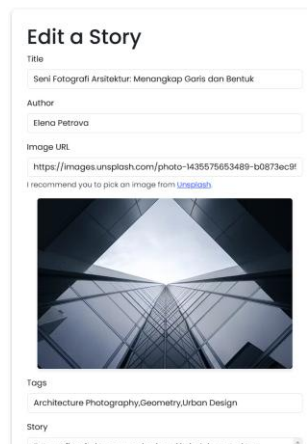 Edit a Story
Title
Seni Fotografi Arsitektur: Menangkap Garis dan Bentuk
Author
Elena Petrova
Image URL
https://images.unsplash.com/photo-1435575653489-b0873ec95
I recommend you to pick an image from Unsplash.
Tags
Architecture Photography,Geometry,Urban Design
Story